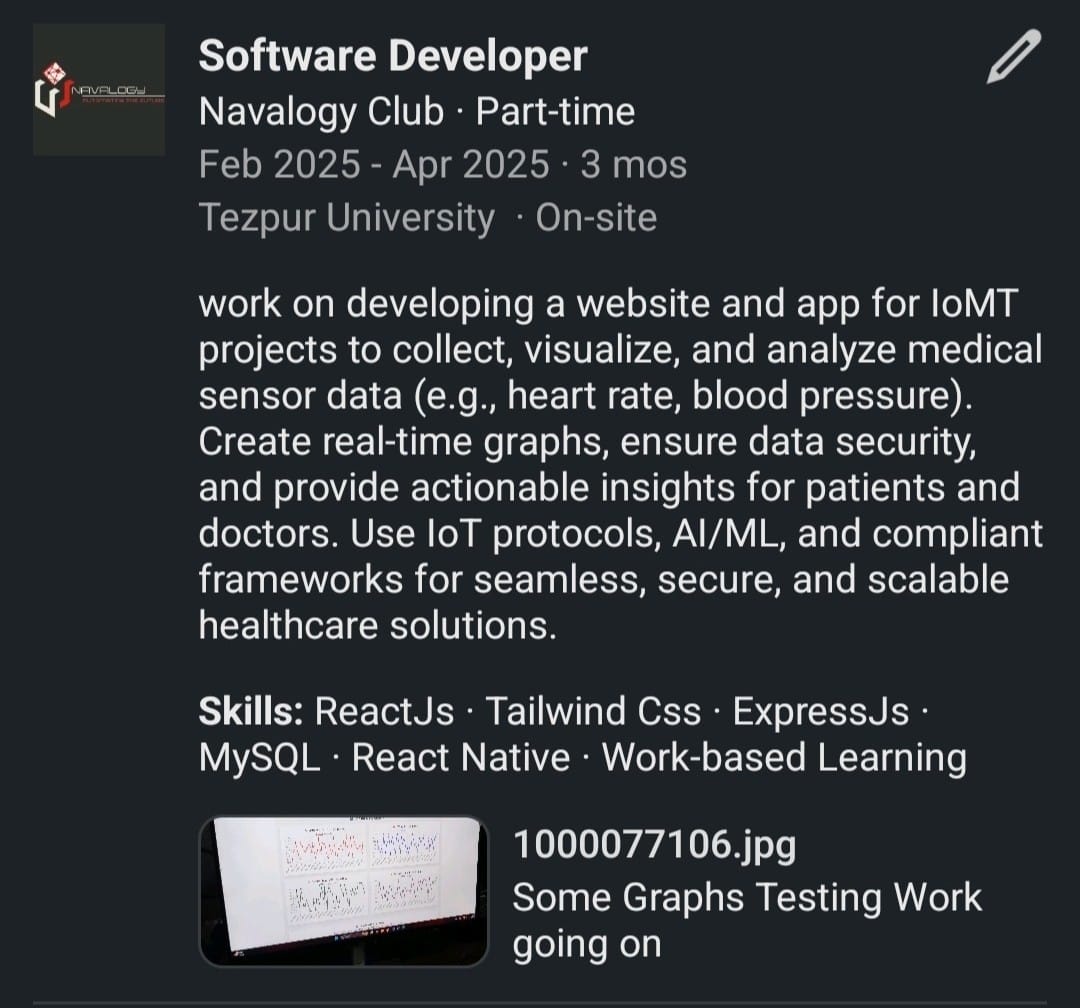 NAVALOGY
Software Developer
Navalogy Club · Part-time
Feb 2025 - Apr 2025 · 3 mos
Tezpur University · On-site
work on developing a website and app for IoMT
projects to collect, visualize, and analyze medical
sensor data (e.g., heart rate, blood pressure).
Create real-time graphs, ensure data security,
and provide actionable insights for patients and
doctors. Use IoT protocols, AI/ML, and compliant
frameworks for seamless, secure, and scalable
healthcare solutions.
Skills: ReactJs · Tailwind Css · ExpressJs ·
MySQL · React Native · Work-based Learning
1000077106.jpg
Some Graphs Testing Work
going on